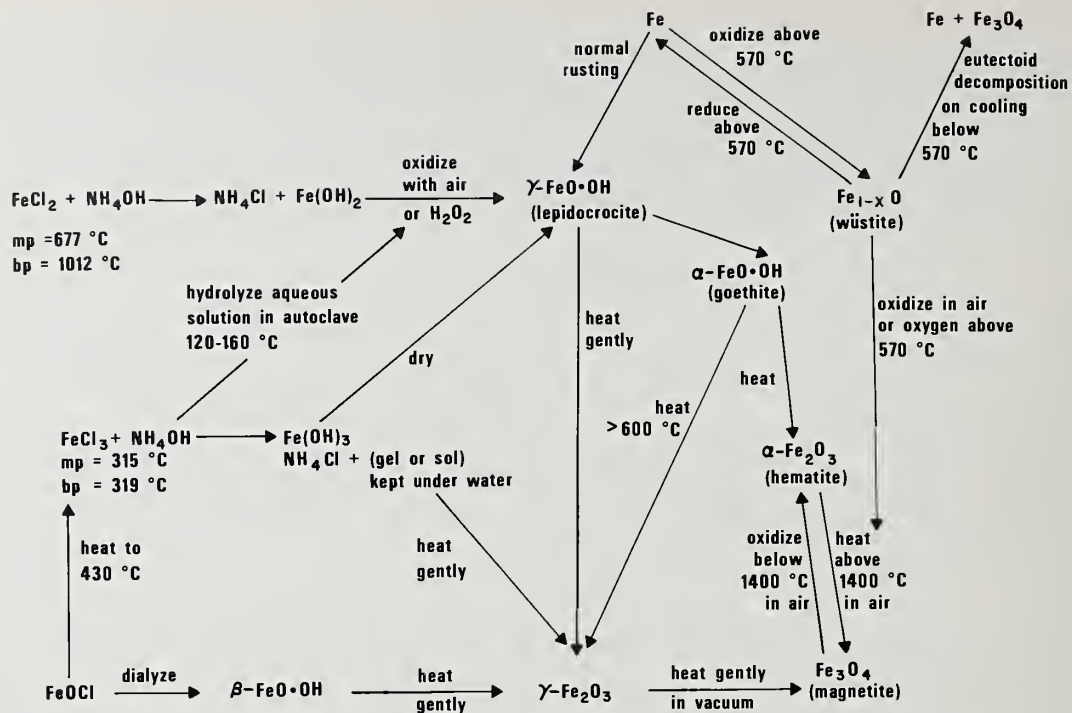 Fe
oxidize above
570 °C
Fe + Fe₃O₄
normal
rusting
eutectoid
decomposition
on cooling
below
570 °C
reduce
above
570 °C
FeCl₂ + NH₄OH → NH₄Cl + Fe(OH)₂
mp =677 °C
bp = 1012 °C
oxidize
with air
or H₂O₂
γ-FeO•OH
(lepidocrocite)
Fe₁₋ₓ O
(wüstite)
α-FeO•OH
(goethite)
hydrolyze aqueous
solution in autoclave
120-160 °C
heat
gently
oxidize in air
or oxygen above
570 °C
dry
heat
heat
>600 °C
FeCl₃+ NH₄OH → Fe(OH)₃
mp = 315 °C
bp = 319 °C
NH₄Cl + (gel or sol)
kept under water
α-Fe₂O₃
(hematite)
heat to
430 °C
heat
gently
oxidize
below
1400 °C
in air
heat
above
1400 °C
in air
FeOCl
dialyze
β-FeO•OH
heat
gently
γ-Fe₂O₃
heat gently
in vacuum
Fe₃O₄
(magnetite)